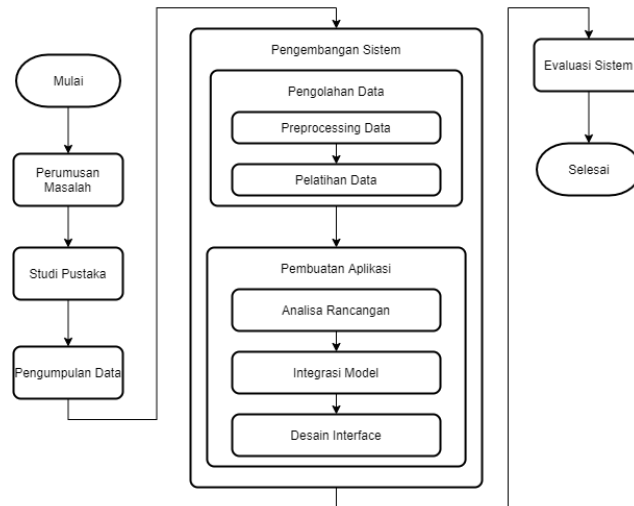 Mulai
Perumusan
Masalah
Studi Pustaka
Pengumpulan Data
Pengembangan Sistem
Pengolahan Data
Preprocessing Data
Pelatihan Data
Pembuatan Aplikasi
Analisa Rancangan
Integrasi Model
Desain Interface
Evaluasi Sistem
Selesai